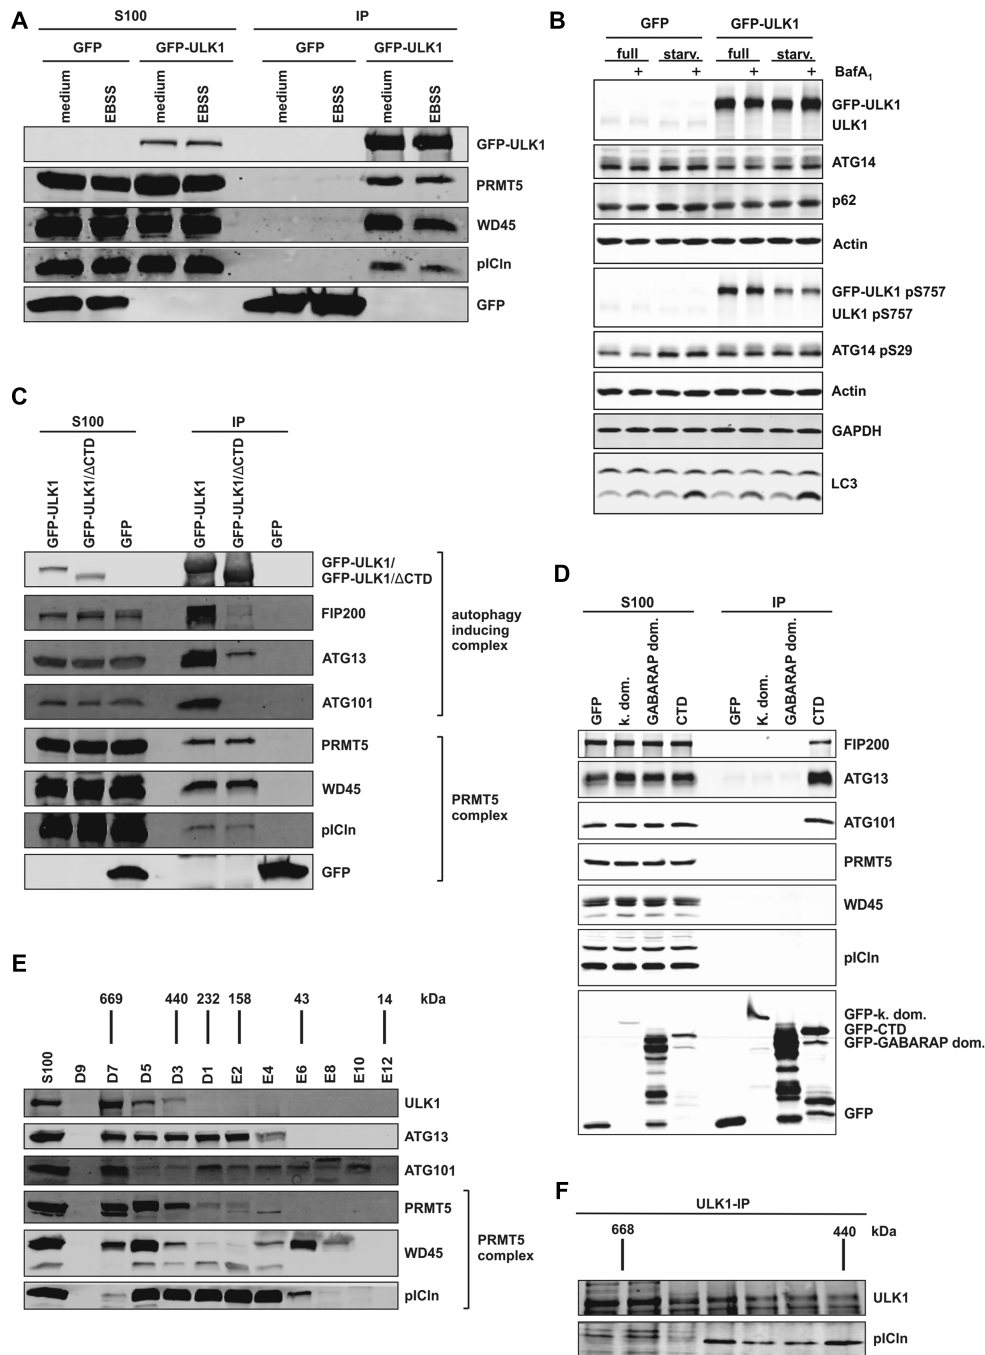 A
S100
IP
GFP
GFP-ULK1
GFP
GFP-ULK1
medium
EBSS
medium
EBSS
medium
EBSS
medium
EBSS
GFP-ULK1
PRMT5
WD45
pICln
GFP
B
GFP
GFP-ULK1
full
starv.
full
starv.
+
+
+
+
BafA1
GFP-ULK1
ULK1
ATG14
p62
Actin
GFP-ULK1 pS757
ULK1 pS757
ATG14 pS29
Actin
GAPDH
LC3
C
S100
IP
GFP-ULK1
GFP-ULK1/ΔCTD
GFP
GFP-ULK1
GFP-ULK1/ΔCTD
GFP
GFP-ULK1/
GFP-ULK1/ΔCTD
FIP200
ATG13
ATG101
autophagy
inducing
complex
PRMT5
WD45
pICln
GFP
PRMT5
complex
D
S100
IP
GFP
k. dom.
GABARAP dom.
CTD
GFP
K. dom.
GABARAP dom.
CTD
FIP200
ATG13
ATG101
PRMT5
WD45
pICln
GFP-k. dom.
GFP-CTD
GFP-GABARAP dom.
GFP
E
669
440
232
158
43
14
kDa
S100
D9
D7
D5
D3
D1
E2
E4
E6
E8
E10
E12
ULK1
ATG13
ATG101
PRMT5
WD45
pICln
PRMT5
complex
F
ULK1-IP
668
440
kDa
ULK1
pICln